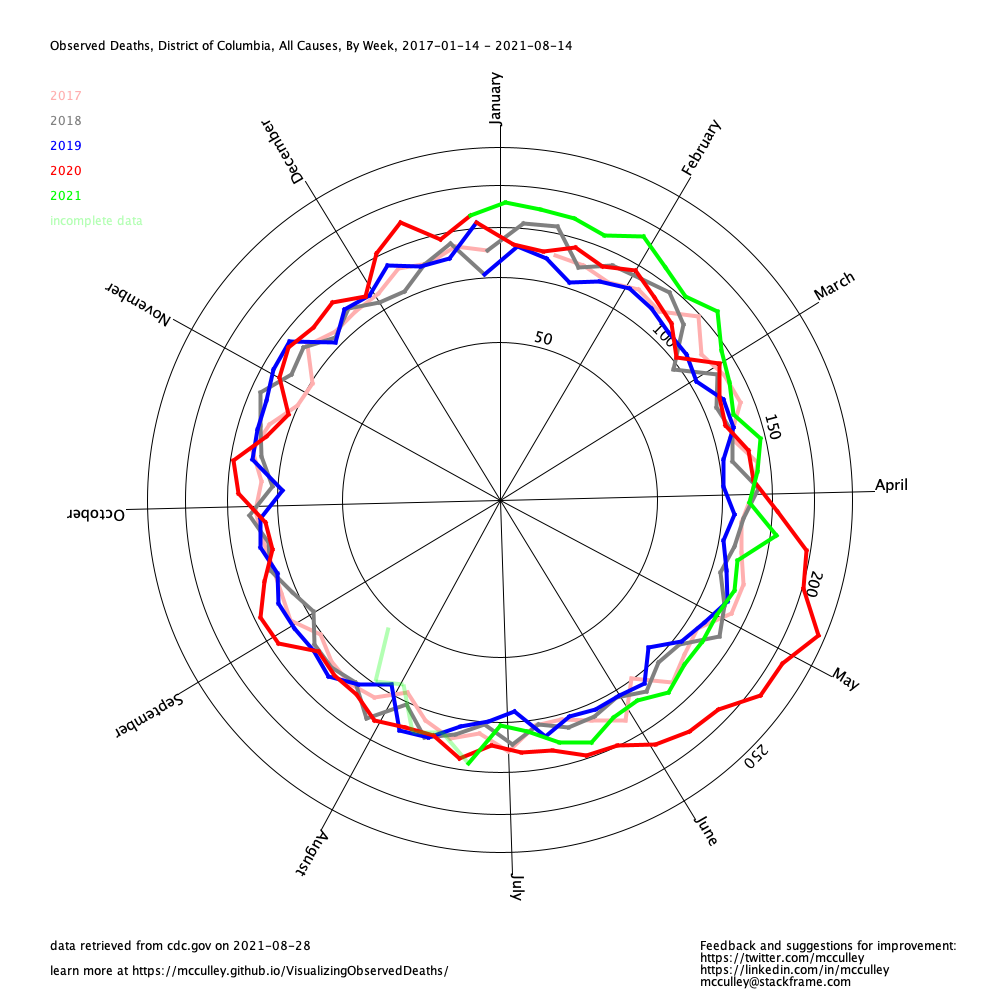 Observed Deaths, District of Columbia, All Causes, By Week, 2017-01-14 - 2021-08-14
2017
2018
2019
2020
2021
incomplete data
January
February
March
April
May
June
July
August
September
October
November
December
50
100
150
200
250
data retrieved from cdc.gov on 2021-08-28
learn more at https://mcculley.github.io/VisualizingObservedDeaths/
Feedback and suggestions for improvement:
https://twitter.com/mcculley
https://linkedin.com/in/mcculley
mcculley@stackframe.com